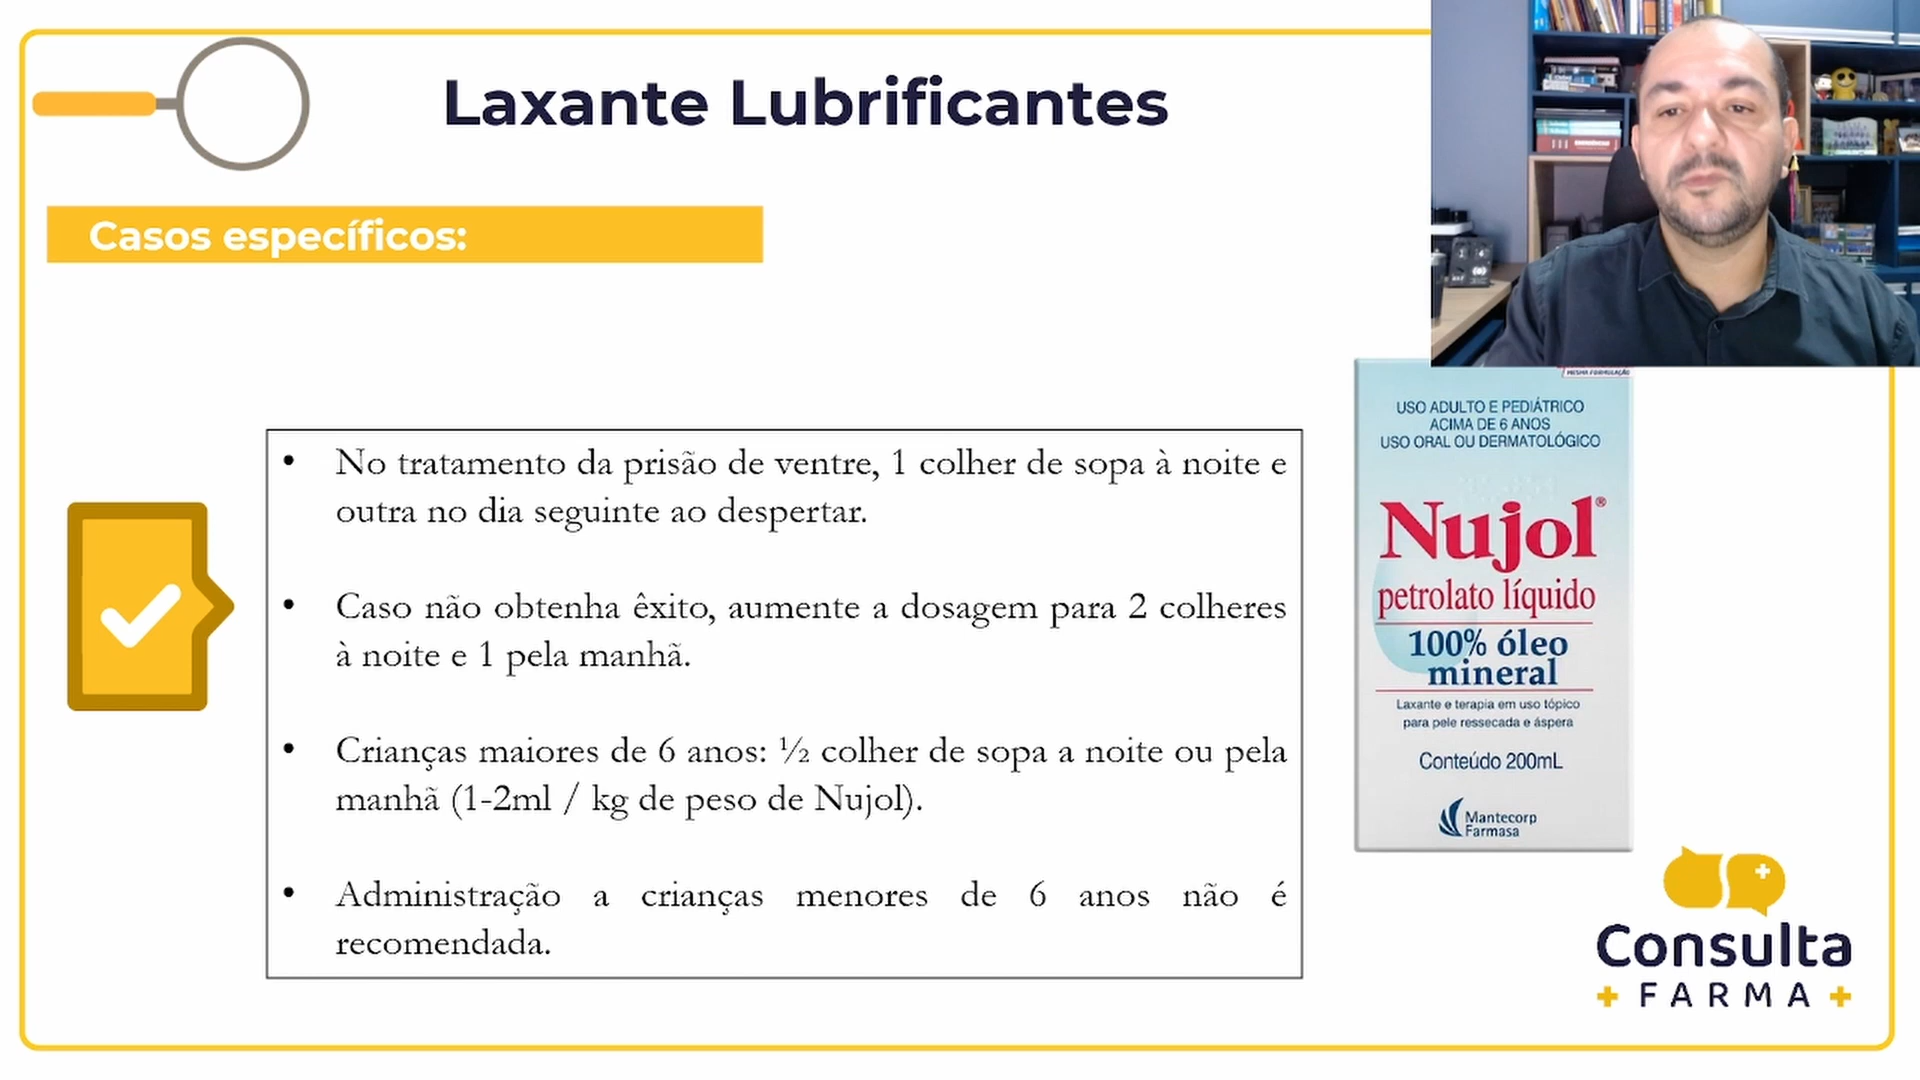 Laxante Lubrificantes
Casos específicos:
• No tratamento da prisão de ventre, 1 colher de sopa à noite e
outra no dia seguinte ao despertar.
• Caso não obtenha êxito, aumente a dosagem para 2 colheres
à noite e 1 pela manhã.
• Crianças maiores de 6 anos: ½ colher de sopa a noite ou pela
manhã (1-2ml / kg de peso de Nujol).
• Administração a crianças menores de 6 anos não é
recomendada.
MESMA FORMULAÇÃO
USO ADULTO E PEDIÁTRICO
ACIMA DE 6 ANOS
USO ORAL OU DERMATOLÓGICO
Nujol®
petrolato líquido
100% óleo
mineral
Laxante e terapia em uso tópico
para pele ressecada e áspera
Conteúdo 200mL
Mantecorp
Farmasa
Consulta
+ FARMA +